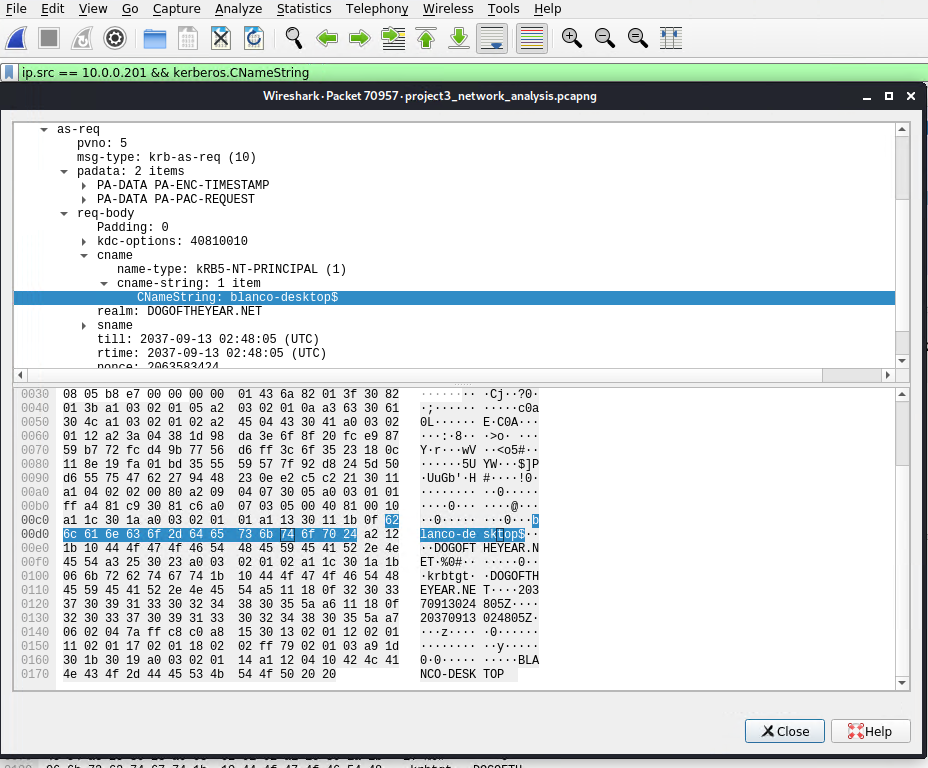 File Edit View Go Capture Analyze Statistics Telephony Wireless Tools Help
ip.src == 10.0.0.201 && kerberos.CNameString
Wireshark · Packet 70957 · project3_network_analysis.pcapng
as-req
pvno: 5
msg-type: krb-as-req (10)
padata: 2 items
PA-DATA PA-ENC-TIMESTAMP
PA-DATA PA-PAC-REQUEST
req-body
Padding: 0
kdc-options: 40810010
cname
name-type: kRB5-NT-PRINCIPAL (1)
cname-string: 1 item
CNameString: blanco-desktop$
realm: DOGOFTHEYEAR.NET
sname
till: 2037-09-13 02:48:05 (UTC)
rtime: 2037-09-13 02:48:05 (UTC)
nonce: 2063583424
0030 08 05 b8 e7 00 00 00 00 01 43 6a 82 01 3f 30 82 ········ ·Cj··?0·
0040 01 3b a1 03 02 01 05 a2 03 02 01 0a a3 63 30 61 ·;······ ·····c0a
0050 30 4c a1 03 02 01 02 a2 45 04 43 30 41 a0 03 02 0L······ E·C0A···
0060 01 12 a2 3a 04 38 1d 98 da 3e 6f 8f 20 fc e9 87 ···:·8·· ·>o· ···
0070 59 b7 72 fc d4 9b 77 56 d6 ff 3c 6f 35 23 18 0c Y·r···wV ··<o5#··
0080 11 8e 19 fa 01 bd 35 55 59 57 7f 92 d8 24 5d 50 ······5U YW···$]P
0090 d6 55 75 47 62 27 94 48 23 0e e2 c5 c2 21 30 11 ·UuGb'·H #····!0·
00a0 a1 04 02 02 00 80 a2 09 04 07 30 05 a0 03 01 01 ········ ··0·····
00b0 ff a4 81 c9 30 81 c6 a0 07 03 05 00 40 81 00 10 ····0··· ····@···
00c0 a1 1c 30 1a a0 03 02 01 01 a1 13 30 11 1b 0f 62 ··0····· ···0···b
00d0 6c 61 6e 63 6f 2d 64 65 73 6b 74 6f 70 24 a2 12 lanco-de sktop$··
00e0 1b 10 44 4f 47 4f 46 54 48 45 59 45 41 52 2e 4e ··DOGOFT HEYEAR.N
00f0 45 54 a3 25 30 23 a0 03 02 01 02 a1 1c 30 1a 1b ET·%0#·· ·····0··
0100 06 6b 72 62 74 67 74 1b 10 44 4f 47 4f 46 54 48 ·krbtgt· ·DOGOFTH
0110 45 59 45 41 52 2e 4e 45 54 a5 11 18 0f 32 30 33 EYEAR.NE T····203
0120 37 30 39 31 33 30 32 34 38 30 35 5a a6 11 18 0f 70913024 805Z····
0130 32 30 33 37 30 39 31 33 30 32 34 38 30 35 5a a7 20370913 024805Z·
0140 06 02 04 7a ff c8 c0 a8 15 30 13 02 01 12 02 01 ···z···· ·0······
0150 11 02 01 17 02 01 18 02 02 ff 79 02 01 03 a9 1d ········ ··y·····
0160 30 1b 30 19 a0 03 02 01 14 a1 12 04 10 42 4c 41 0·0····· ·····BLA
0170 4e 43 4f 2d 44 45 53 4b 54 4f 50 20 20 NCO-DESK TOP
Close Help